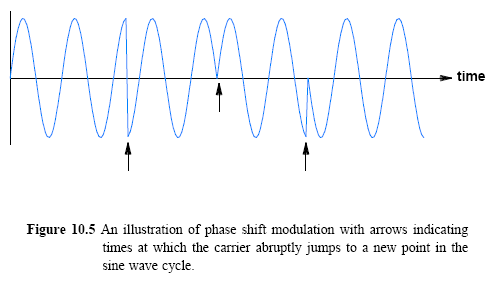 time
Figure 10.5 An illustration of phase shift modulation with arrows indicating
times at which the carrier abruptly jumps to a new point in the
sine wave cycle.